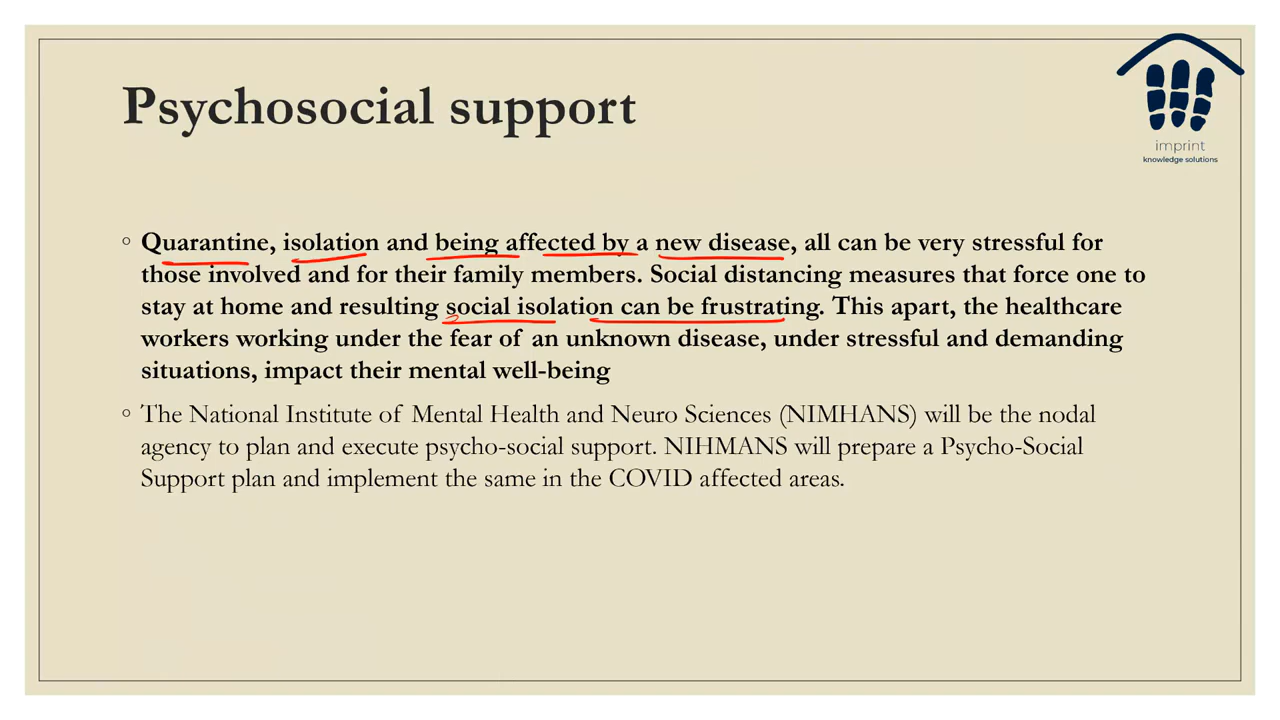 Psychosocial support
imprint
knowledge solutions
◦ Quarantine, isolation and being affected by a new disease, all can be very stressful for
those involved and for their family members. Social distancing measures that force one to
stay at home and resulting social isolation can be frustrating. This apart, the healthcare
workers working under the fear of an unknown disease, under stressful and demanding
situations, impact their mental well-being
◦ The National Institute of Mental Health and Neuro Sciences (NIMHANS) will be the nodal
agency to plan and execute psycho-social support. NIHMANS will prepare a Psycho-Social
Support plan and implement the same in the COVID affected areas.